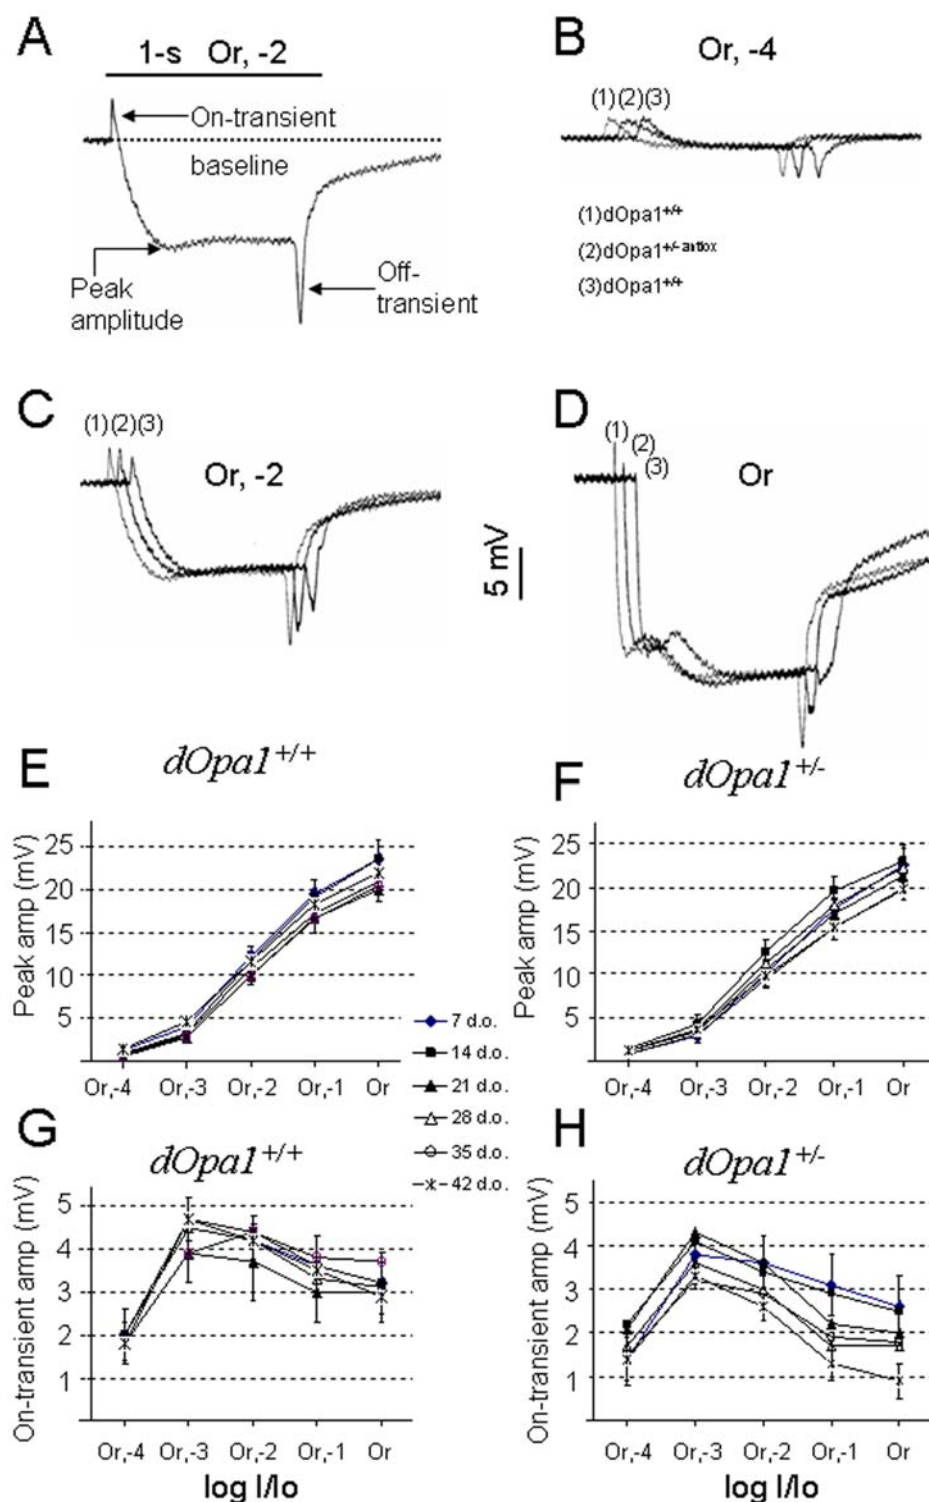 A
1-s Or, -2
On-transient
baseline
Peak
amplitude
Off-
transient
B
Or, -4
(1) (2) (3)
(1)dOpa1+/+
(2)dOpa1+/- antiox
(3)dOpa1+/+
C
(1) (2) (3)
Or, -2
D
(1)
(2)
(3)
Or
5 mV
E
dOpa1+/+
Peak amp (mV)
25
20
15
10
5
Or,-4 Or,-3 Or,-2 Or,-1 Or
F
dOpa1+/-
Peak amp (mV)
25
20
15
10
5
Or,-4 Or,-3 Or,-2 Or,-1 Or
7 d.o.
14 d.o.
21 d.o.
28 d.o.
35 d.o.
42 d.o.
G
dOpa1+/+
On-transient amp (mV)
5
4
3
2
1
Or,-4 Or,-3 Or,-2 Or,-1 Or
log I/Io
H
dOpa1+/-
On-transient amp (mV)
5
4
3
2
1
Or,-4 Or,-3 Or,-2 Or,-1 Or
log I/Io